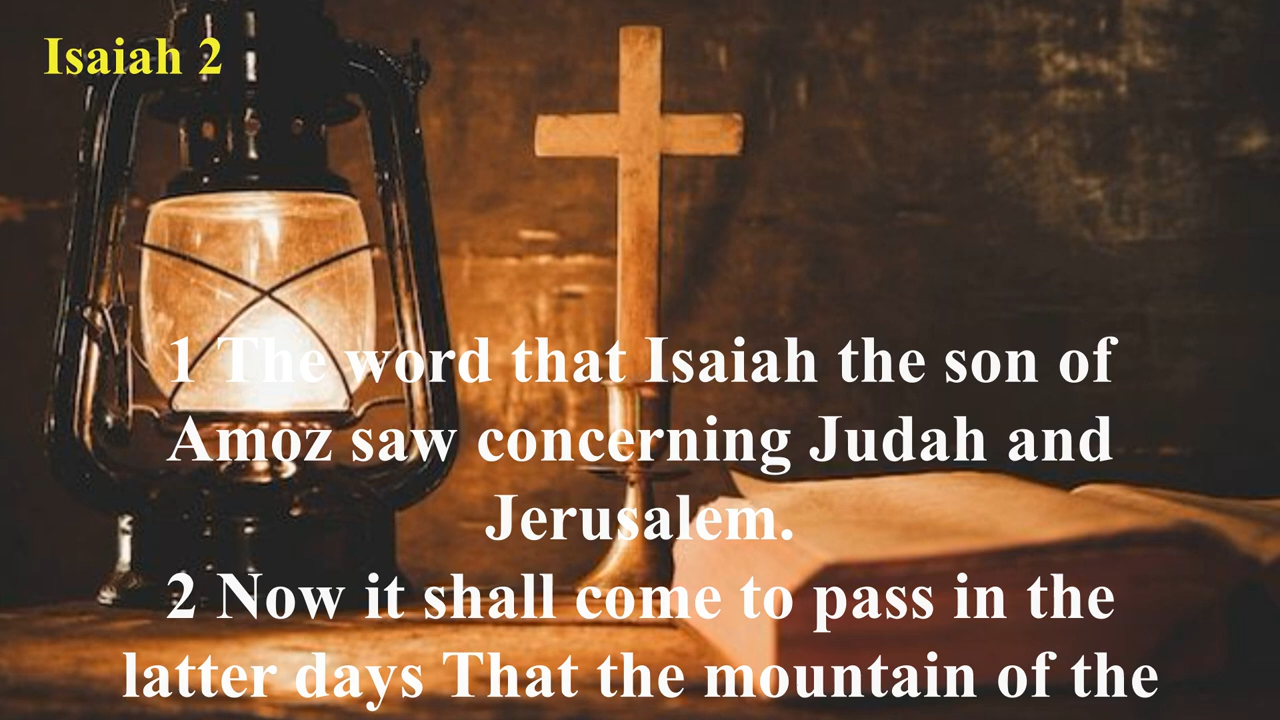 Isaiah 2
1 The word that Isaiah the son of
Amoz saw concerning Judah and
Jerusalem.
2 Now it shall come to pass in the
latter days That the mountain of the